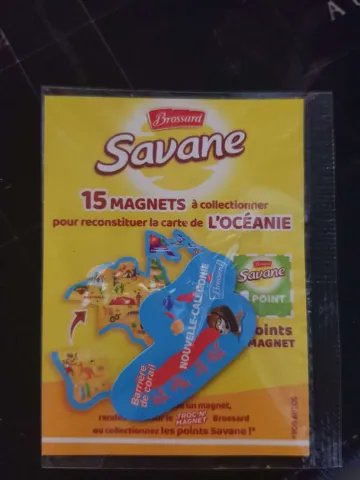 Brossard
Savane
15 MAGNETS à collectionner
pour reconstituer la carte de L'OCÉANIE
Brossard
Savane
POINT
NOUVELLE-CALÉDONIE
Brossard
Barrière
de corail
points
MAGNET
un magnet,
TROC'N'
MAGNET
Brossard
ou collectionner les points Savane !*